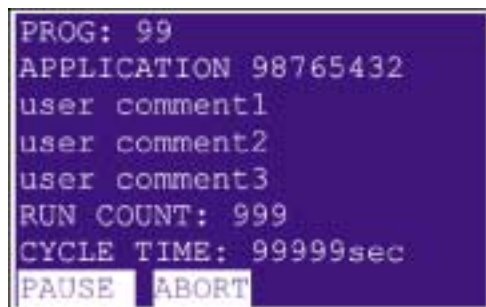 PROG: 99
APPLICATION 98765432
user comment1
user comment2
user comment3
RUN COUNT: 999
CYCLE TIME: 99999sec
PAUSE ABORT